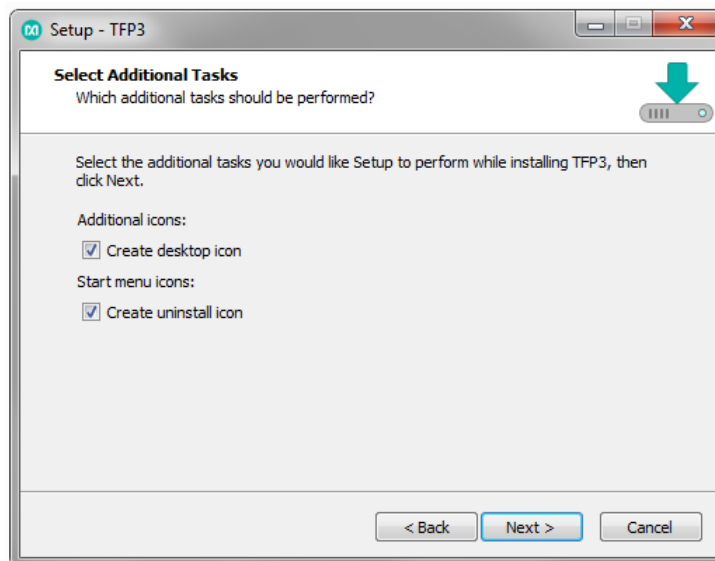 Setup - TFP3
Select Additional Tasks
Which additional tasks should be performed?
Select the additional tasks you would like Setup to perform while installing TFP3, then
click Next.
Additional icons:
Create desktop icon
Start menu icons:
Create uninstall icon
< Back
Next >
Cancel